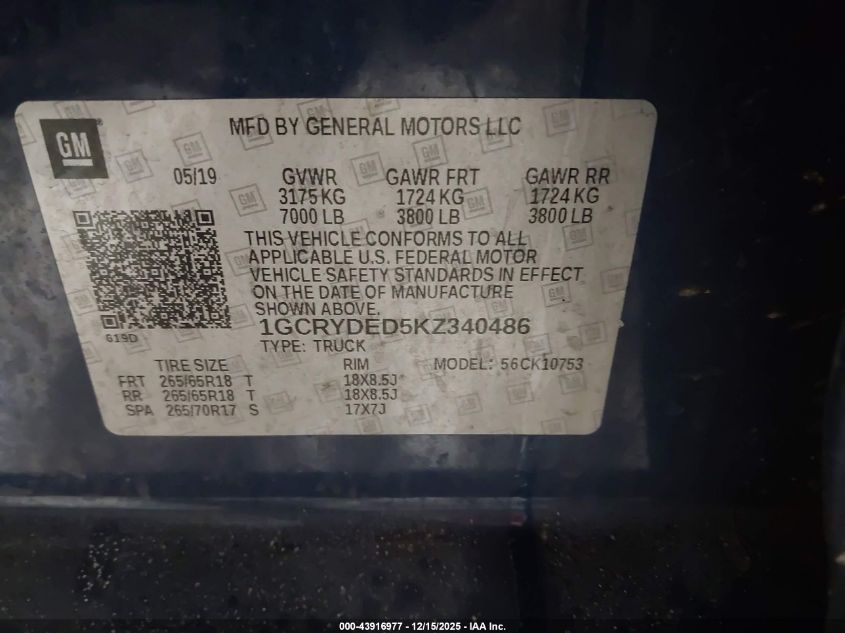 GM
MFD BY GENERAL MOTORS LLC
05/19 GVWR GAWR FRT GAWR RR
3175 KG 1724 KG 1724 KG
7000 LB 3800 LB 3800 LB
THIS VEHICLE CONFORMS TO ALL
APPLICABLE U.S. FEDERAL MOTOR
VEHICLE SAFETY STANDARDS IN EFFECT
ON THE DATE OF MANUFACTURE
SHOWN ABOVE.
619D
1GCRYDED5KZ340486
TYPE: TRUCK
TIRE SIZE RIM MODEL: 56CK10753
FRT 265/65R18 T 18X8.5J
RR 265/65R18 T 18X8.5J
SPA 265/70R17 S 17X7J
000-43916977 - 12/15/2025 - IAA Inc.